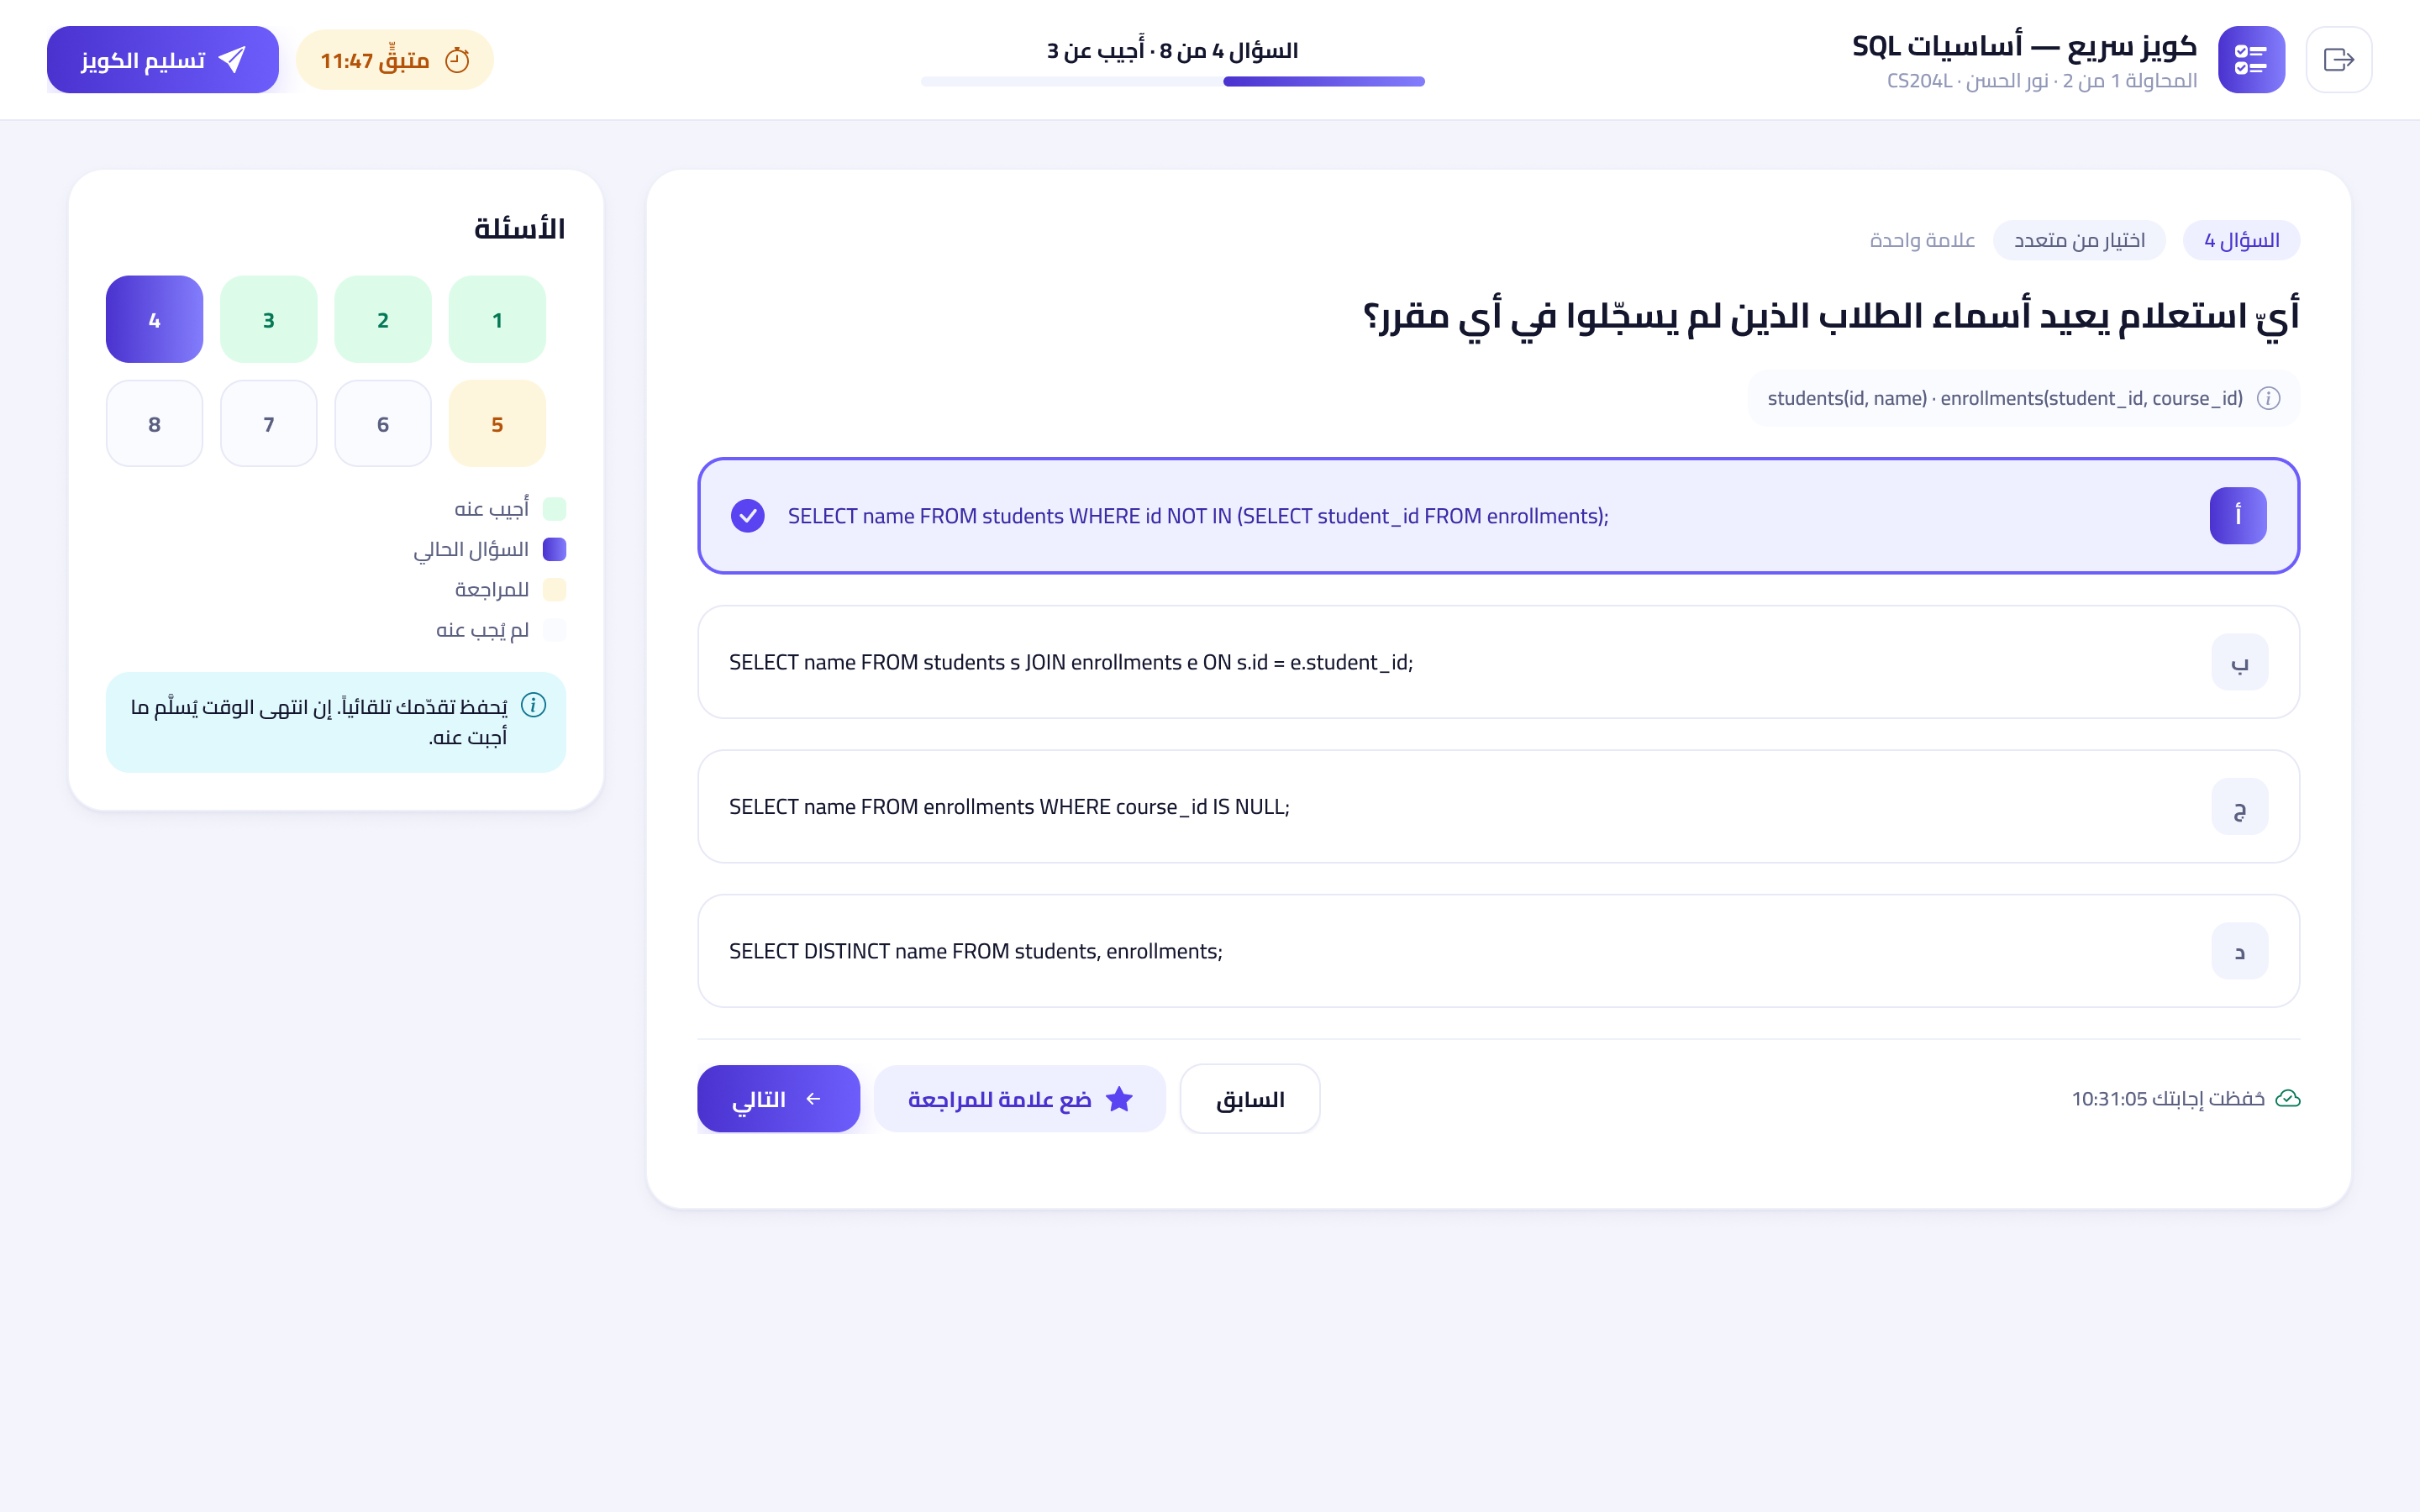 كويز سريع — أساسيات SQL
المحاولة 1 من 2 · نور الحسن · CS204L
السؤال 4 من 8 · أُجيب عن 3
متبقٍّ 11:47
تسليم الكويز
السؤال 4
اختيار من متعدد
علامة واحدة
أيّ استعلام يعيد أسماء الطلاب الذين لم يسجّلوا في أي مقرر؟
students(id, name) · enrollments(student_id, course_id)
أ
SELECT name FROM students WHERE id NOT IN (SELECT student_id FROM enrollments);
ب
SELECT name FROM students s JOIN enrollments e ON s.id = e.student_id;
ج
SELECT name FROM enrollments WHERE course_id IS NULL;
د
SELECT DISTINCT name FROM students, enrollments;
حُفظت إجابتك 10:31:05
السابق
ضع علامة للمراجعة
التالي
الأسئلة
1 2 3 4
5 6 7 8
أُجيب عنه
السؤال الحالي
للمراجعة
لم يُجب عنه
يُحفظ تقدّمك تلقائياً. إن انتهى الوقت يُسلَّم ما
أجبت عنه.